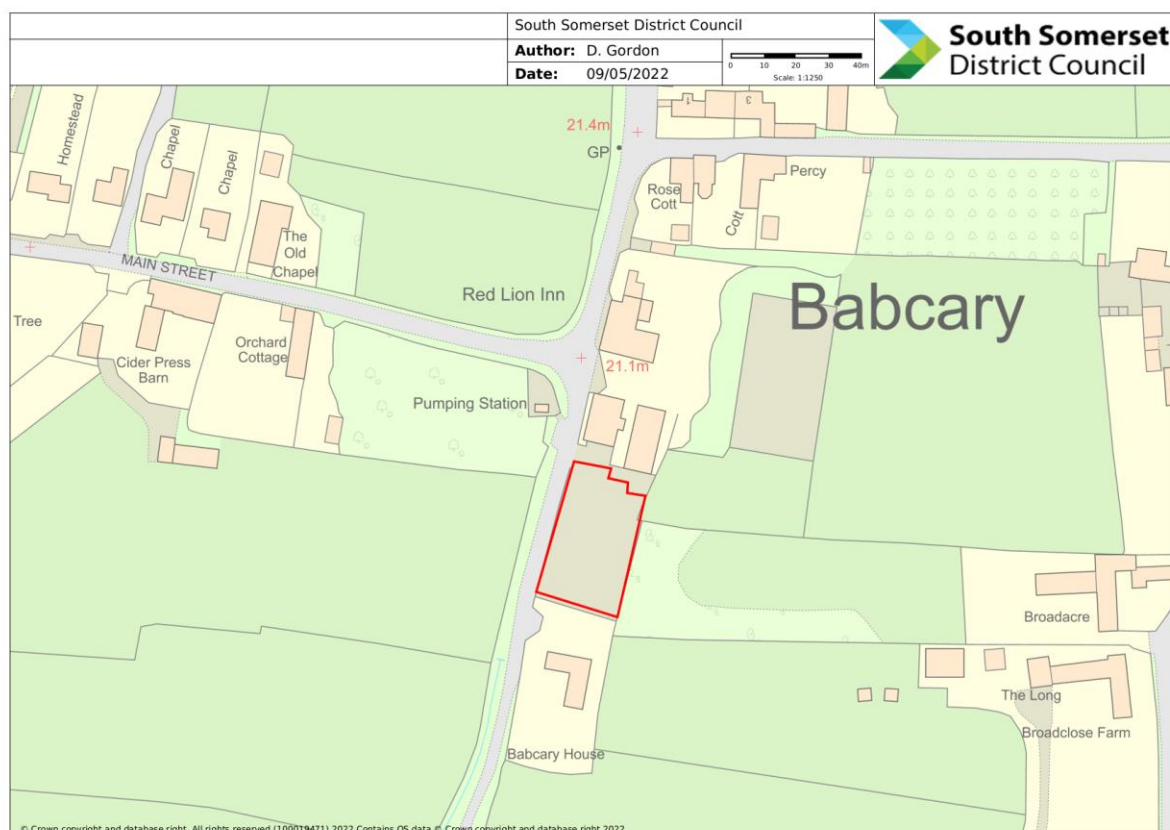 South Somerset District Council
Author: D. Gordon
Date: 09/05/2022
0 10 20 30 40m
Scale: 1:1250
South Somerset
District Council
Homestead
Chapel
Chapel
The
Old
Chapel
MAIN STREET
21.4m
GP
1
3
Rose
Cott
Cott
Percy
Red Lion Inn
Babcary
Tree
Cider Press
Barn
Orchard
Cottage
21.1m
Pumping Station
Broadacre
The Long
Broadclose Farm
Babcary House
© Crown copyright and database right. All rights reserved (100019471) 2022 Contains OS data © Crown copyright and database right 2022